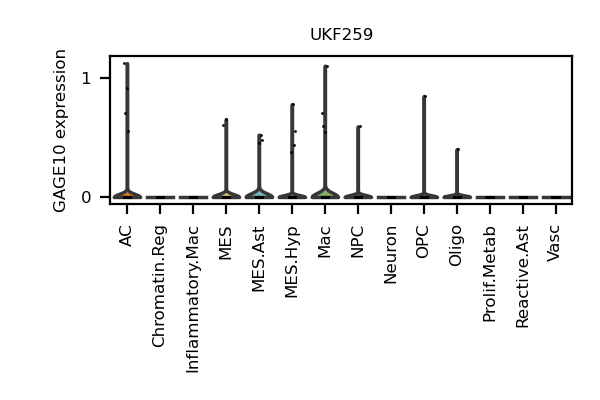 UKF259
GAGE10 expression
1
0
AC
Chromatin.Reg
Inflammatory.Mac
MES
MES.Ast
MES.Hyp
Mac
NPC
Neuron
OPC
Oligo
Prolif.Metab
Reactive.Ast
Vasc